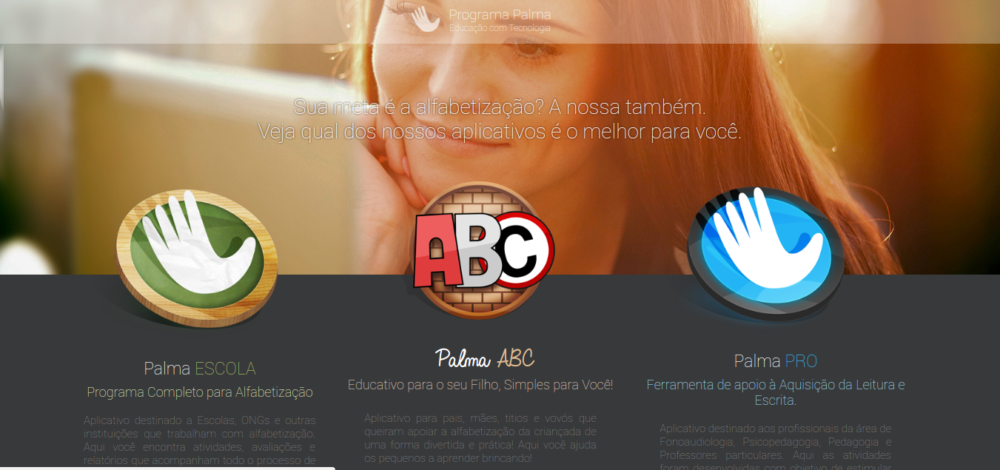 Programa Palma
Educação com Tecnologia
Sua meta é a alfabetização? A nossa também.
Veja qual dos nossos aplicativos é o melhor para você.
ABC
Palma ESCOLA
Programa Completo para Alfabetização
Aplicativo destinado a Escolas, ONGs e outras
instituições que trabalham com alfabetização.
Aqui você encontra atividades, avaliações e
relatórios que acompanham todo o processo de
Palma ABC
Educativo para o seu Filho, Simples para Você!
Aplicativo para pais, mães, titios e vovós que
queiram apoiar a alfabetização da criançada de
uma forma divertida e prática! Aqui você ajuda
os pequenos a aprender brincando!
Palma PRO
Ferramenta de apoio à Aquisição da Leitura e
Escrita.
Aplicativo destinado aos profissionais da área de
Fonoaudiologia, Psicopedagogia, Pedagogia e
Professores particulares. Aqui as atividades
foram desenvolvidas com objetivo de estimular